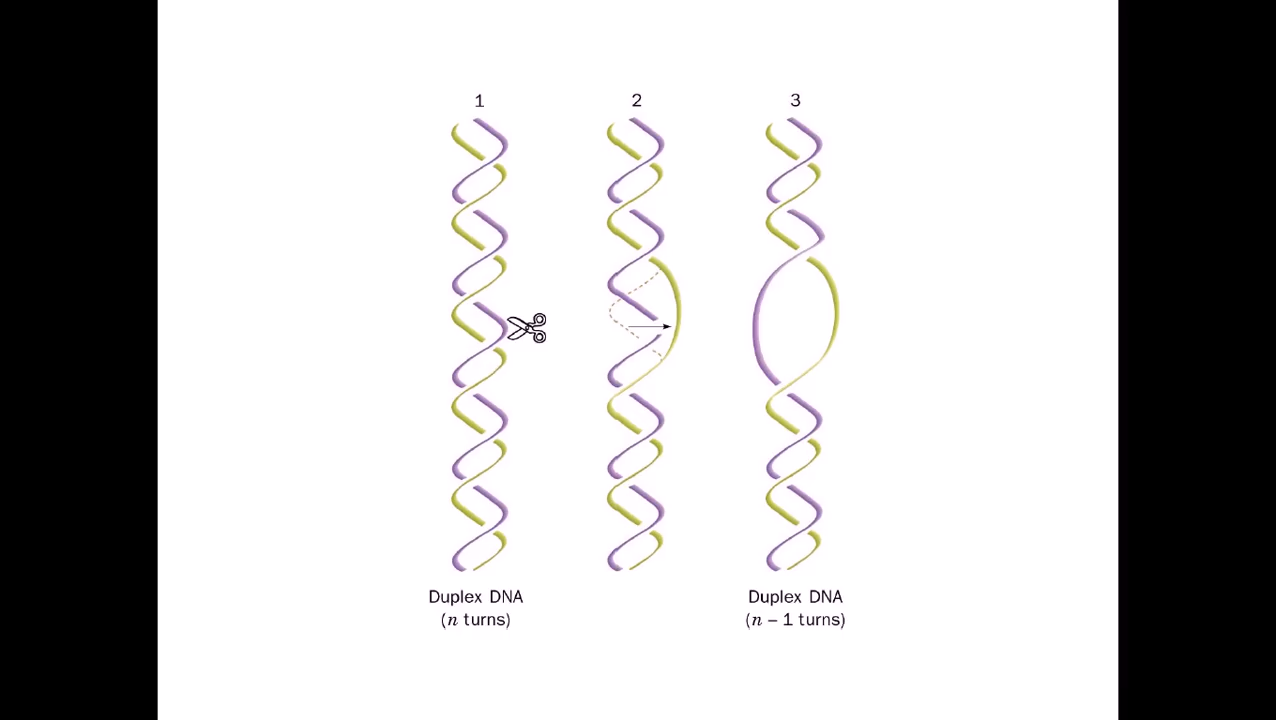 1
2
3
Duplex DNA
(n turns)
Duplex DNA
(n – 1 turns)